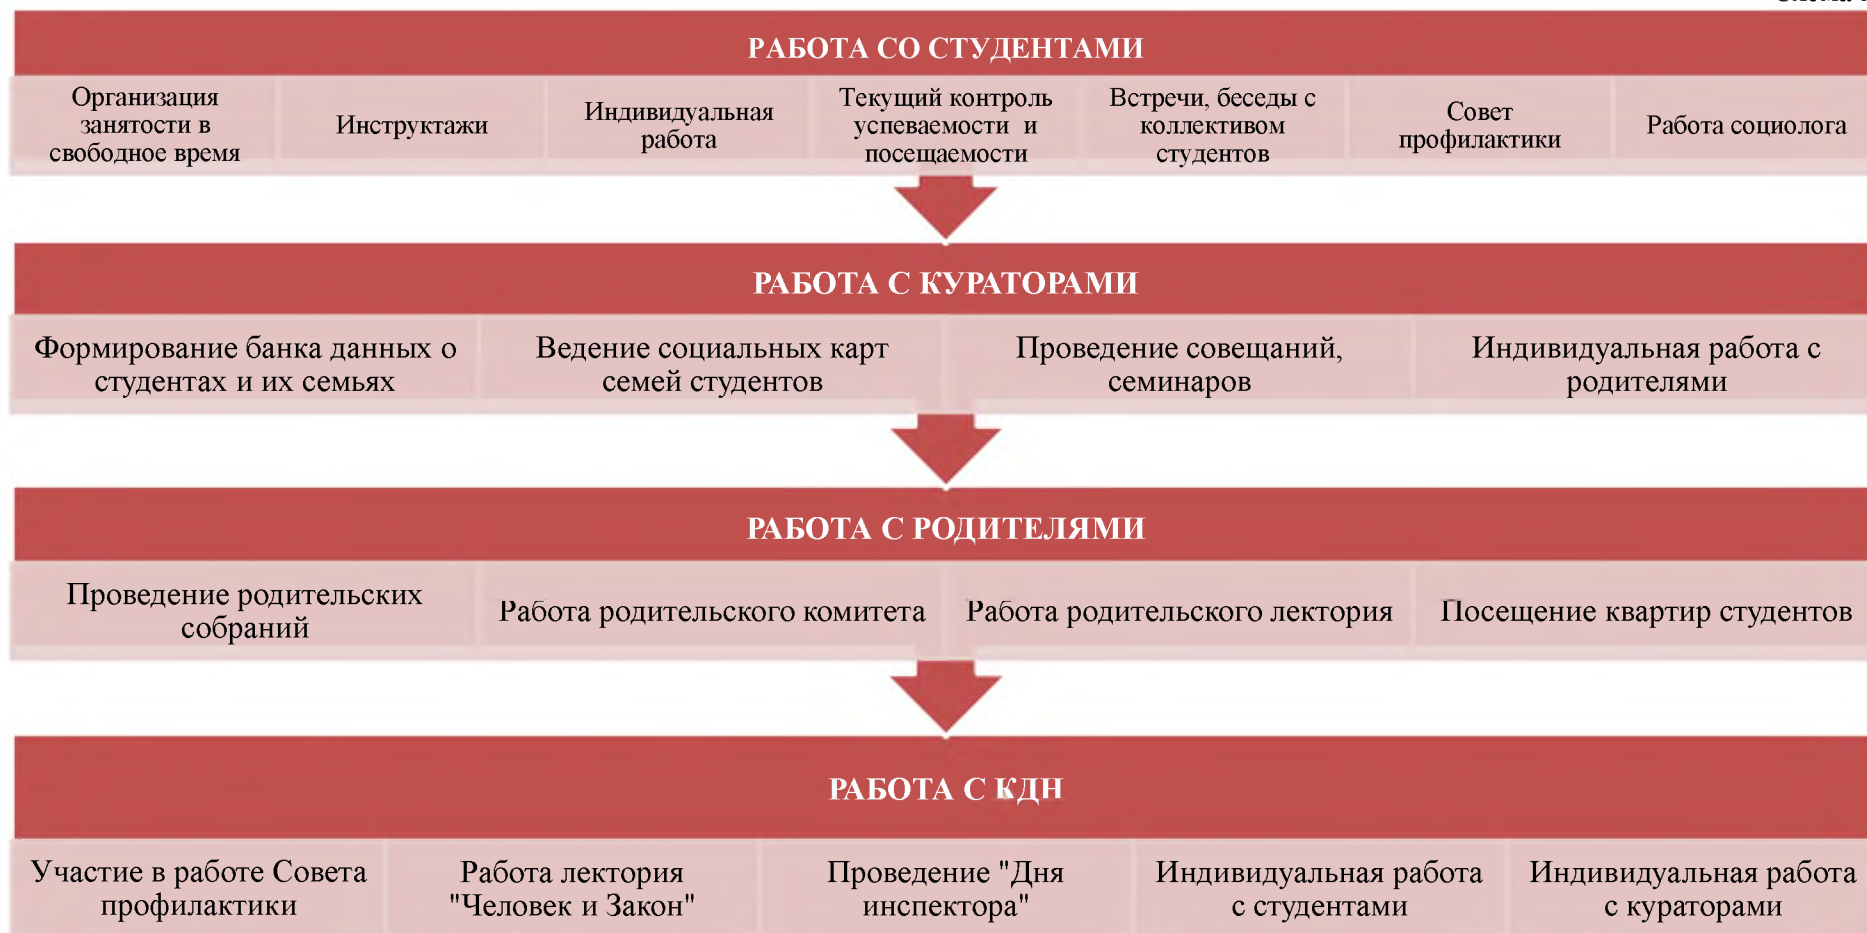 РАБОТА СО СТУДЕНТАМИ
Организация
занятости в
свободное время
Инструктажи
Индивидуальная
работа
Текущий контроль
успеваемости и
посещаемости
Встречи, беседы с
коллективом
студентов
Совет
профилактики
Работа социолога
РАБОТА С КУРАТОРАМИ
Формирование банка данных о
студентах и их семьях
Ведение социальных карт
семей студентов
Проведение совещаний,
семинаров
Индивидуальная работа с
родителями
РАБОТА С РОДИТЕЛЯМИ
Проведение родительских
собраний
Работа родительского комитета
Работа родительского лектория
Посещение квартир студентов
РАБОТА С КДН
Участие в работе Совета
профилактики
Работа лектория
"Человек и Закон"
Проведение "Дня
инспектора"
Индивидуальная работа
с студентами
Индивидуальная работа
с кураторами